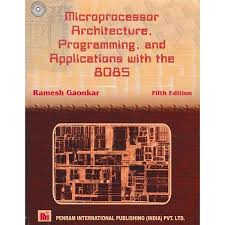 Microprocessor
Architecture,
Programming, and
Applications with the
8085
Ramesh Gaonkar
Fifth Edition
PENRAM INTERNATIONAL PUBLISHING (INDIA) PVT. LTD.